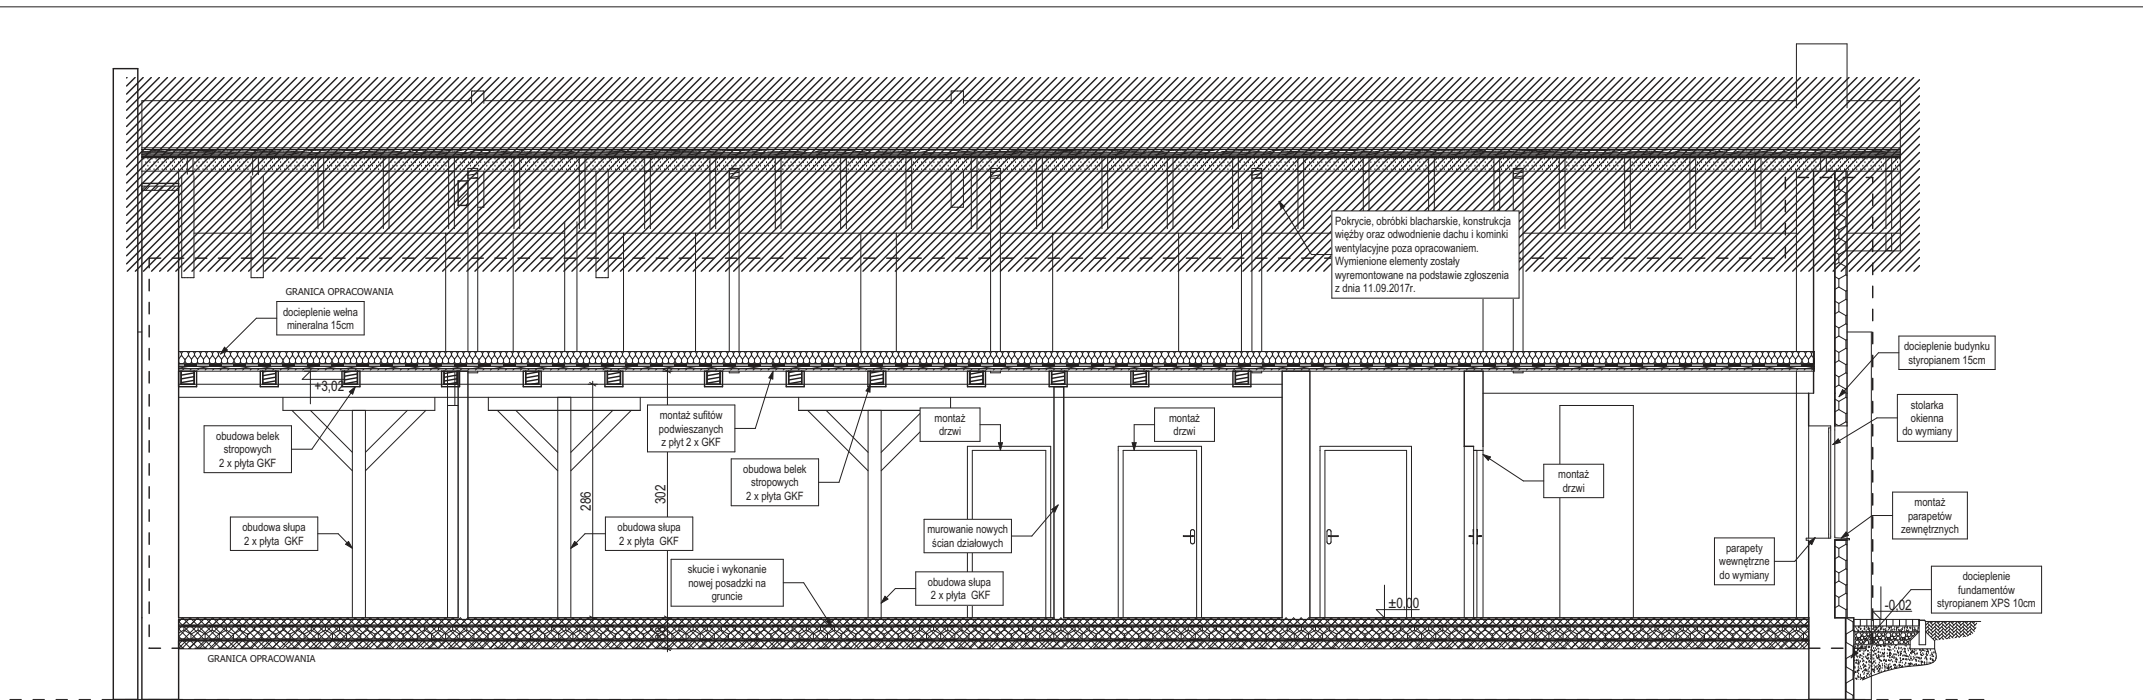 Pokrycie, obróbki blacharskie, konstrukcja
więźby oraz odwodnienie dachu i kominki
wentylacyjne poza opracowaniem.
Wymienione elementy zostały
wyremontowane na podstawie zgłoszenia
z dnia 11.09.2017r.
GRANICA OPRACOWANIA
docieplenie wełna
mineralna 15cm
docieplenie budynku
styropianem 15cm
+3,02
stolarka
okienna
do wymiany
montaż sufitów
podwieszanych
z płyt 2 x GKF
montaż
drzwi
montaż
drzwi
obudowa belek
stropowych
2 x płyta GKF
obudowa belek
stropowych
2 x płyta GKF
montaż
drzwi
286
302
montaż
parapetów
zewnętrznych
obudowa słupa
2 x płyta GKF
obudowa słupa
2 x płyta GKF
murowanie nowych
ścian działowych
parapety
wewnętrzne
do wymiany
skucie i wykonanie
nowej posadzki na
gruncie
obudowa słupa
2 x płyta GKF
docieplenie
fundamentów
styropianem XPS 10cm
±0,00
-0,02
GRANICA OPRACOWANIA